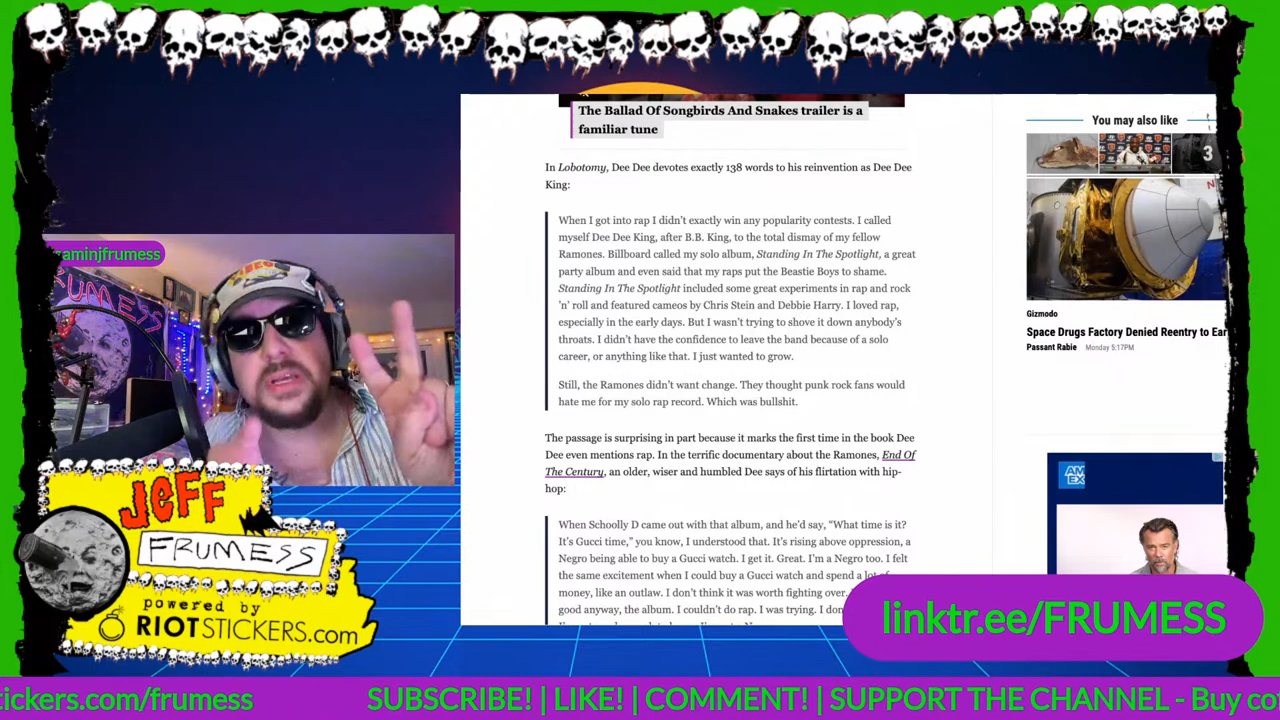 The Ballad Of Songbirds And Snakes trailer is a
familiar tune
In Lobotomy, Dee Dee devotes exactly 138 words to his reinvention as Dee Dee
King:
When I got into rap I didn't exactly win any popularity contests. I called
myself Dee Dee King, after B.B. King, to the total dismay of my fellow
Ramones. Billboard called my solo album, Standing In The Spotlight, a great
party album and even said that my raps put the Beastie Boys to shame.
Standing In The Spotlight included some great experiments in rap and rock
'n' roll and featured cameos by Chris Stein and Debbie Harry. I loved rap,
especially in the early days. But I wasn't trying to shove it down anybody's
throats. I didn't have the confidence to leave the band because of a solo
career, or anything like that. I just wanted to grow.
Still, the Ramones didn't want change. They thought punk rock fans would
hate me for my solo rap record. Which was bullshit.
The passage is surprising in part because it marks the first time in the book Dee
Dee even mentions rap. In the terrific documentary about the Ramones, End Of
The Century, an older, wiser and humbled Dee says of his flirtation with hip-
hop:
When Schoolly D came out with that album, and he'd say, "What time is it?
It's Gucci time," you know, I understood that. It's rising above oppression, a
Negro being able to buy a Gucci watch. I get it. Great. I'm a Negro too. I felt
the same excitement when I could buy a Gucci watch and spend a lot of
money, like an outlaw. I don't think it was worth fighting over.
good anyway, the album. I couldn't do rap. I was trying. I don
You may also like
3
Gizmodo
Space Drugs Factory Denied Reentry to Ear
Passant Rabie Monday 5:17PM
AM
EX
saminjfrumess
FRUMESS
JEFF
FRUMESS
powered by
RIOTSTICKERS.com
linktr.ee/FRUMESS
tickers.com/frumess SUBSCRIBE! | LIKE! | COMMENT! | SUPPORT THE CHANNEL - Buy co